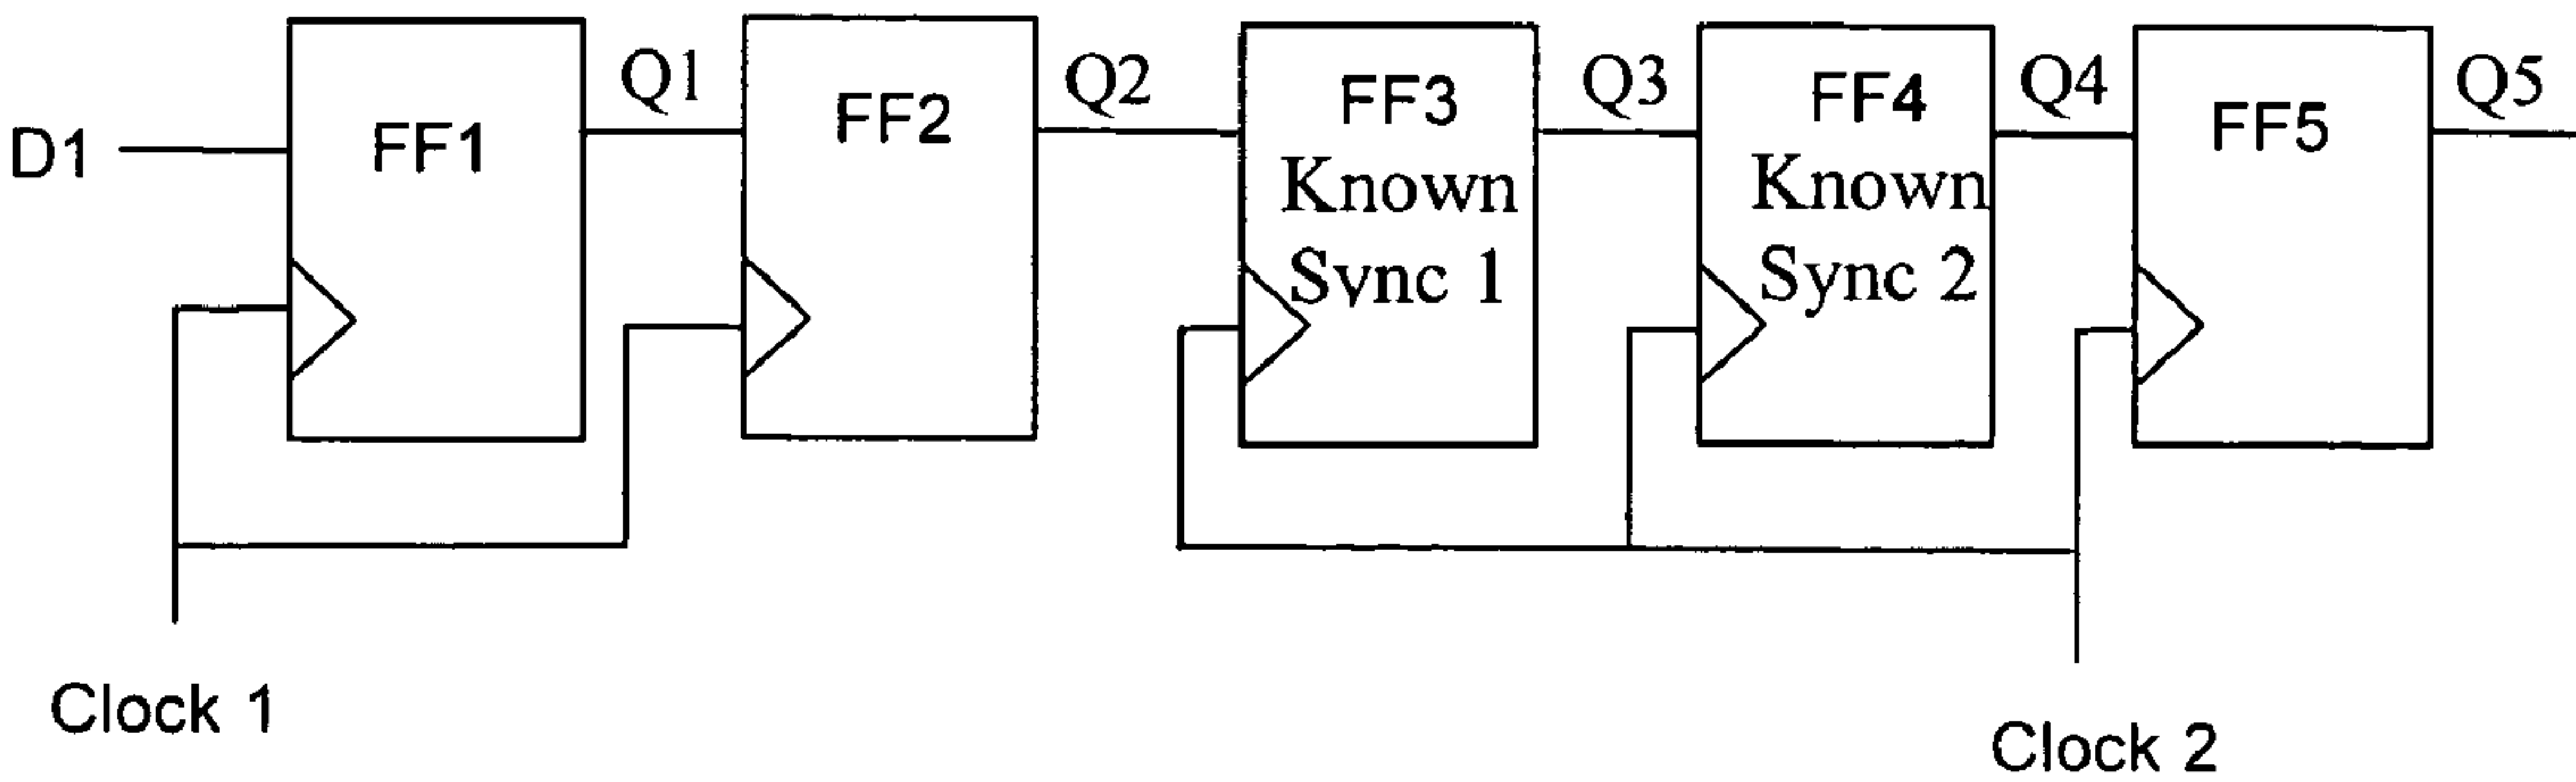 D1
FF1
Q1
FF2
Q2
FF3
Known
Sync 1
Q3
FF4
Known
Sync 2
Q4
FF5
Q5
Clock 1
Clock 2